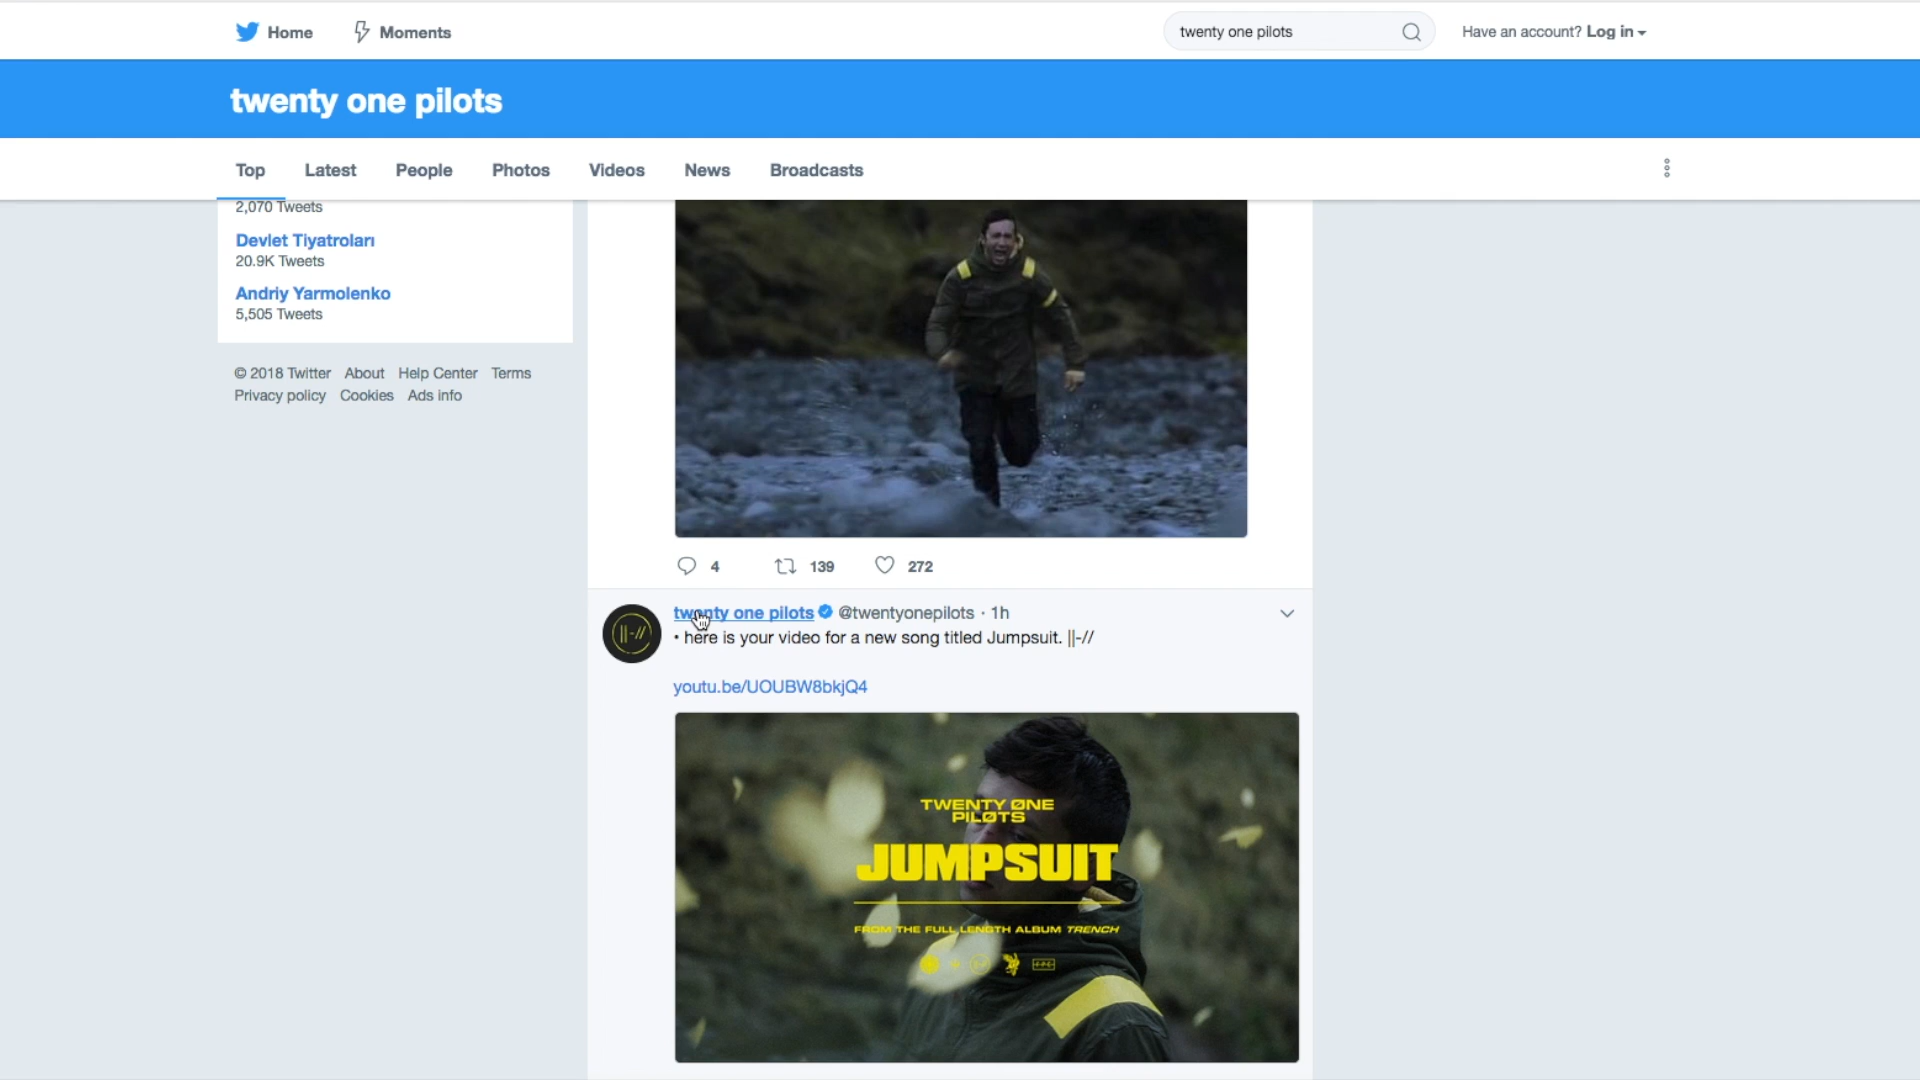 Home
Moments
twenty one pilots
Have an account? Log in
twenty one pilots
Top
Latest
People
Photos
Videos
News
Broadcasts
2,070 Tweets
Devlet Tiyatroları
20.9K Tweets
Andriy Yarmolenko
5,505 Tweets
© 2018 Twitter About Help Center Terms
Privacy policy Cookies Ads info
4
139
272
twenty one pilots @twentyonepilots · 1h
• here is your video for a new song titled Jumpsuit. ||-//
youtu.be/UOUBW8bkjQ4
TWENTY ØNE
PILØTS
JUMPSUIT
FROM THE FULL LENGTH ALBUM TRENCH